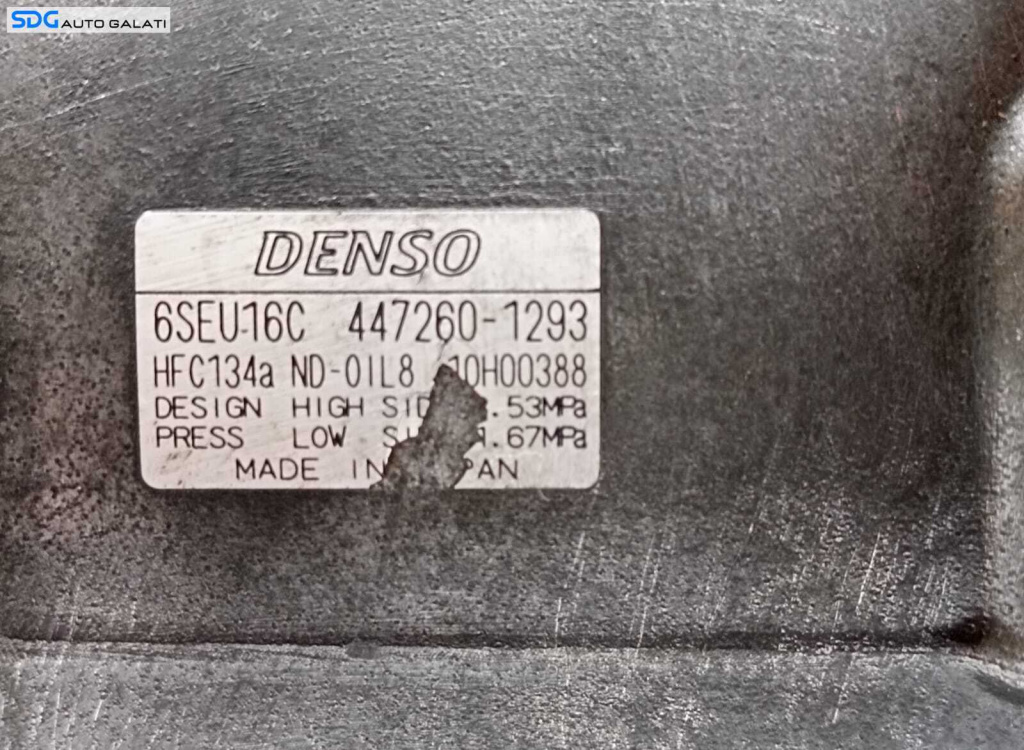 SDG AUTO GALATI
DENSO
6SEU16C 447260-1293
HFC134a ND-OIL8
DESIGN HIGH
PRESS LOW
MADE IN